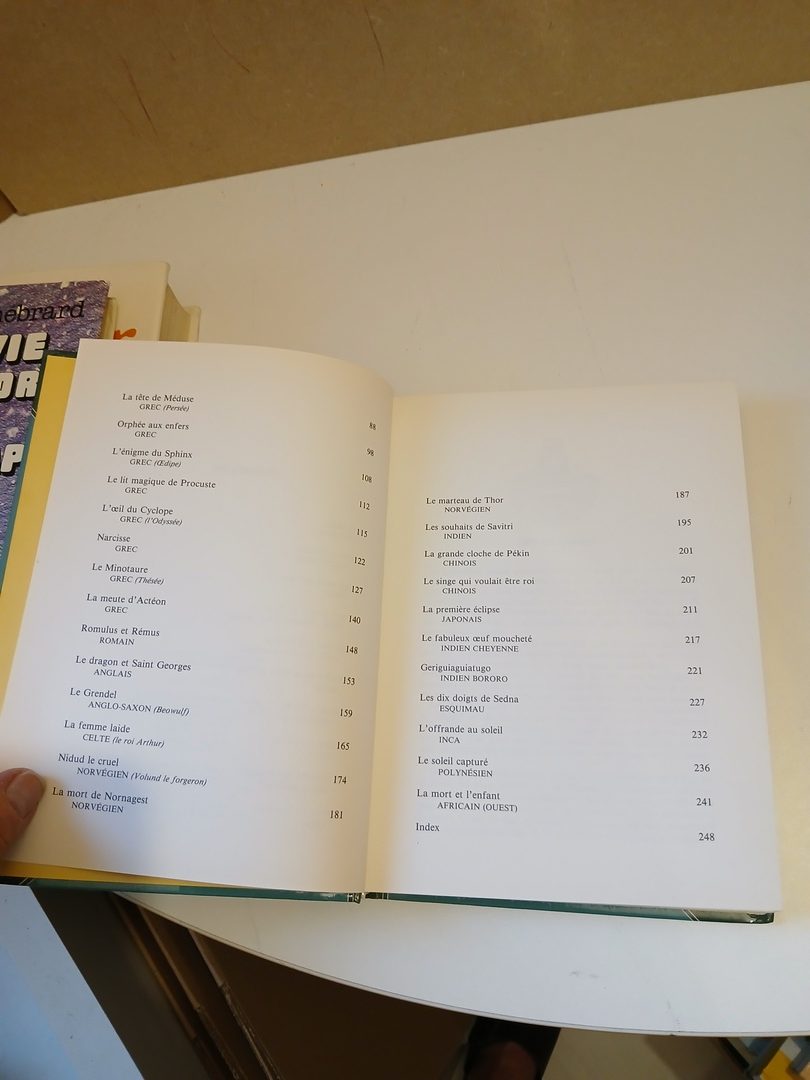 ebrard
VIE
OR
P
r
La tête de Méduse
GREC (Persée) 88
Orphée aux enfers
GREC 98
L'énigme du Sphinx
GREC (Œdipe) 108
Le lit magique de Procuste
GREC 112
L'œil du Cyclope
GREC (l'Odyssée) 115
Narcisse
GREC 122
Le Minotaure
GREC (Thésée) 127
La meute d'Actéon
GREC 140
Romulus et Rémus
ROMAIN 148
Le dragon et Saint Georges
ANGLAIS 153
Le Grendel
ANGLO-SAXON (Beowulf) 159
La femme laide
CELTE (le roi Arthur) 165
Nidud le cruel
NORVÉGIEN (Volund le forgeron) 174
La mort de Nornagest
NORVÉGIEN 181
Le marteau de Thor 187
NORVÉGIEN
Les souhaits de Savitri 195
INDIEN
La grande cloche de Pékin 201
CHINOIS
Le singe qui voulait être roi 207
CHINOIS
La première éclipse 211
JAPONAIS
Le fabuleux œuf moucheté 217
INDIEN CHEYENNE
Geriguiaguiatugo 221
INDIEN BORORO
Les dix doigts de Sedna 227
ESQUIMAU
L'offrande au soleil 232
INCA
Le soleil capturé 236
POLYNÉSIEN
La mort et l'enfant 241
AFRICAIN (OUEST)
Index 248